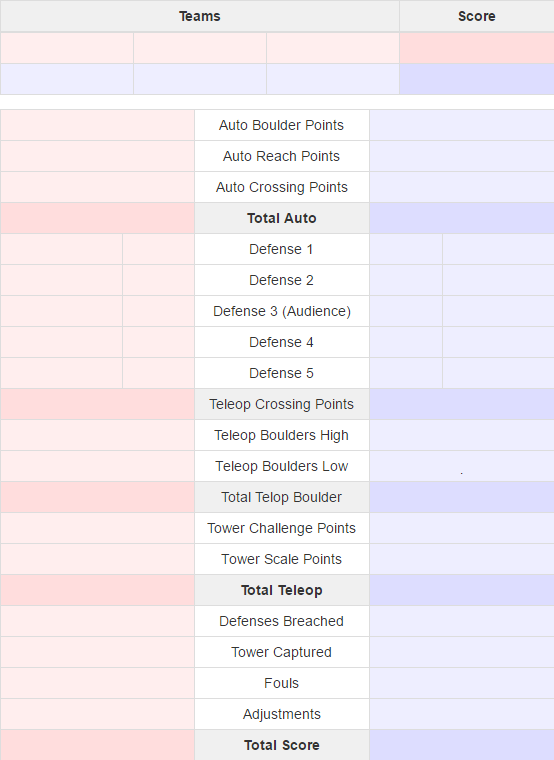 Teams Score
Auto Boulder Points
Auto Reach Points
Auto Crossing Points
Total Auto
Defense 1
Defense 2
Defense 3 (Audience)
Defense 4
Defense 5
Teleop Crossing Points
Teleop Boulders High
Teleop Boulders Low
.
Total Telop Boulder
Tower Challenge Points
Tower Scale Points
Total Teleop
Defenses Breached
Tower Captured
Fouls
Adjustments
Total Score